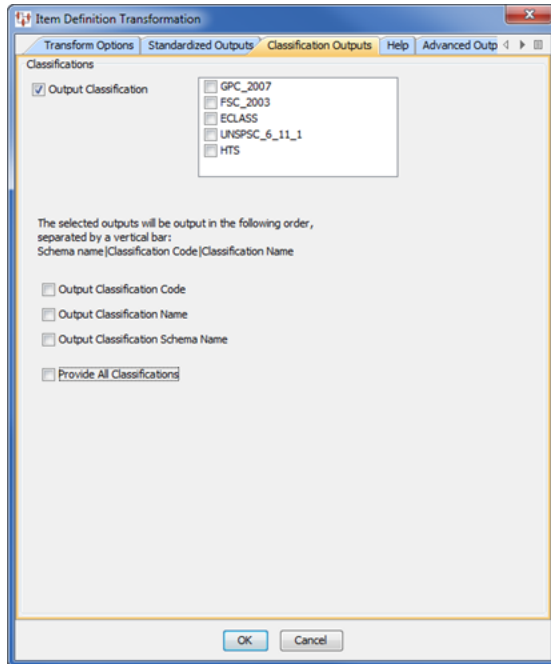 Item Definition Transformation
Transform Options Standardized Outputs Classification Outputs Help Advanced Outp
Classifications
Output Classification
GPC_2007
FSC_2003
ECLASS
UNSPSC_6_11_1
HTS
The selected outputs will be output in the following order,
separated by a vertical bar:
Schema name|Classification Code|Classification Name
Output Classification Code
Output Classification Name
Output Classification Schema Name
Provide All Classifications
OK Cancel